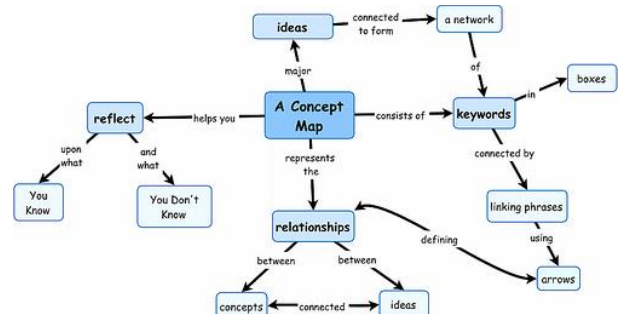 ideas
connected
to form
a network
major
of
boxes
in
A Concept
Map
consists of
keywords
helps you
reflect
upon
what
and
what
You
Know
You Don't
Know
represents
the
connected by
linking phrases
using
arrows
defining
relationships
between
between
concepts
connected
ideas